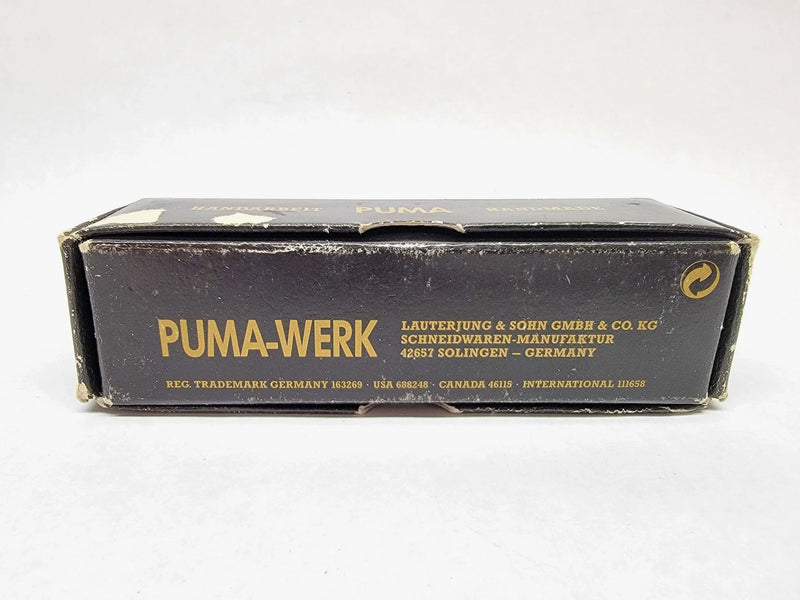 HANDARBEIT PUMA HANDMADE
PUMA-WERK
LAUTERJUNG & SOHN GMBH & CO. KG
SCHNEIDWAREN-MANUFAKTUR
42657 SOLINGEN – GERMANY
REG. TRADEMARK GERMANY 163269 · USA 688248 · CANADA 46115 · INTERNATIONAL 111658